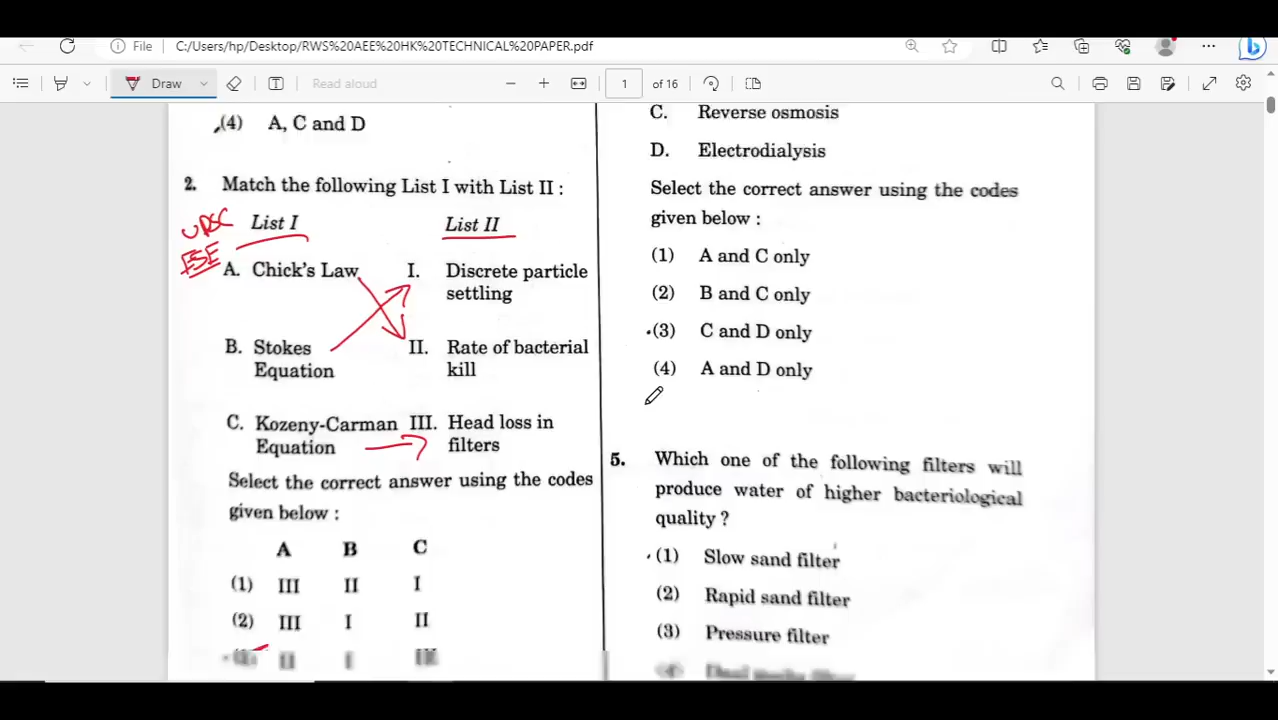 File
C:/Users/hp/Desktop/RWS%20AEE%20HK%20TECHNICAL%20PAPER.pdf
Draw
Read aloud
1
of 16
(4) A, C and D
2. Match the following List I with List II :
UPSC
ESE
List I List II
A. Chick's Law I. Discrete particle
settling
B. Stokes II. Rate of bacterial
Equation kill
C. Kozeny-Carman III. Head loss in
Equation filters
Select the correct answer using the codes
given below :
A B C
(1) III II I
(2) III I II
II I III
C. Reverse osmosis
D. Electrodialysis
Select the correct answer using the codes
given below :
(1) A and C only
(2) B and C only
(3) C and D only
(4) A and D only
5. Which one of the following filters will
produce water of higher bacteriological
quality ?
(1) Slow sand filter
(2) Rapid sand filter
(3) Pressure filter